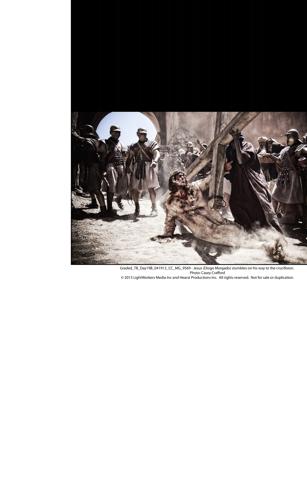 Graded_TB_Day19B_041913_CC_MG_9569 - Jesus (Diogo Morgado) stumbles on his way to the crucifixion.
Photo: Casey Crafford
© 2013 LightWorkers Media Inc and Hearst Productions Inc.  All rights reserved.  Not for sale or duplication.